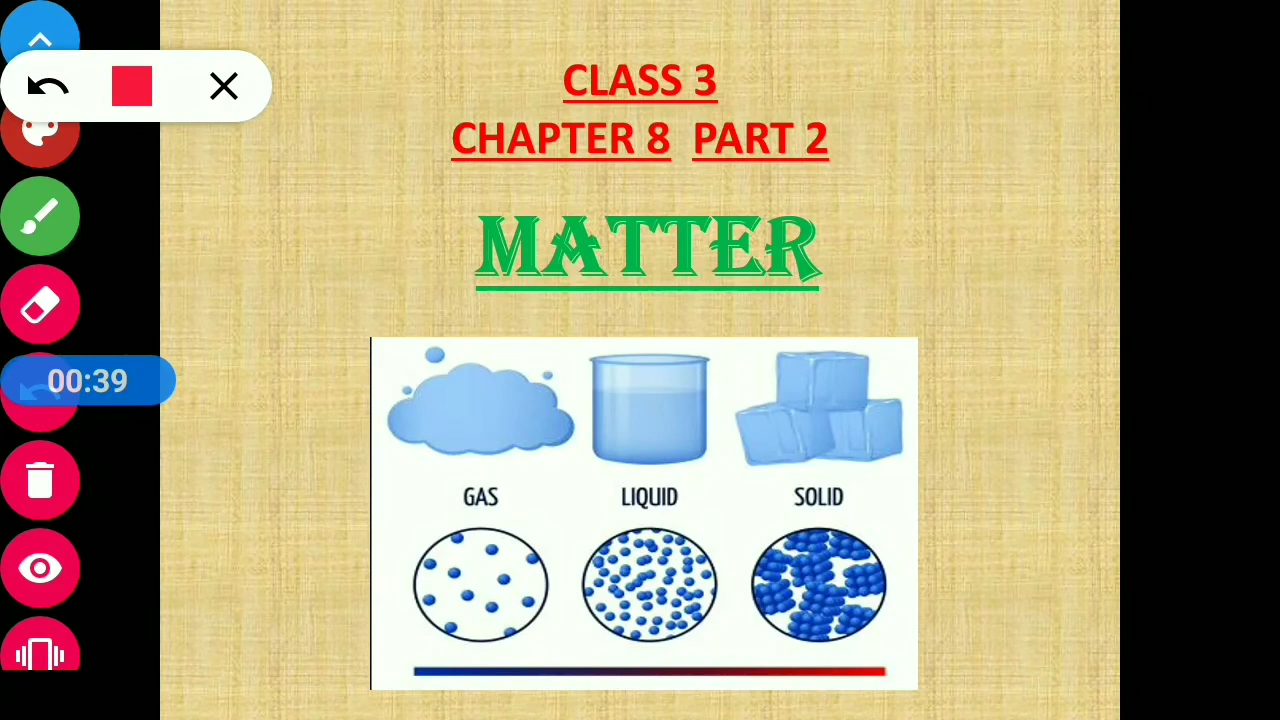 CLASS 3
CHAPTER 8 PART 2
MATTER
00:39
GAS LIQUID SOLID